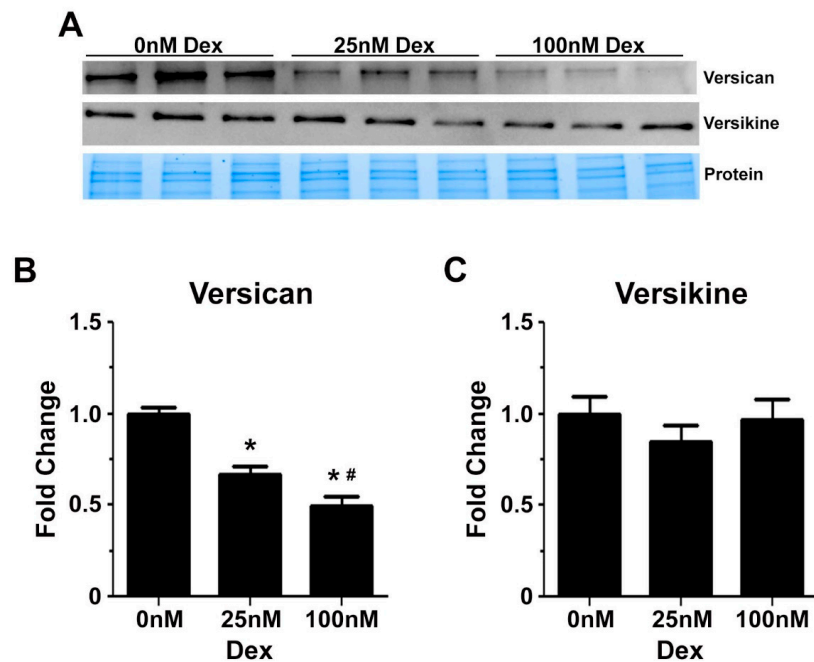 A
0nM Dex 25nM Dex 100nM Dex
Versican
Versikine
Protein
B
Versican
Fold Change
1.5
1.0
0.5
0
*
* #
0nM 25nM 100nM
Dex
C
Versikine
Fold Change
1.5
1.0
0.5
0
0nM 25nM 100nM
Dex